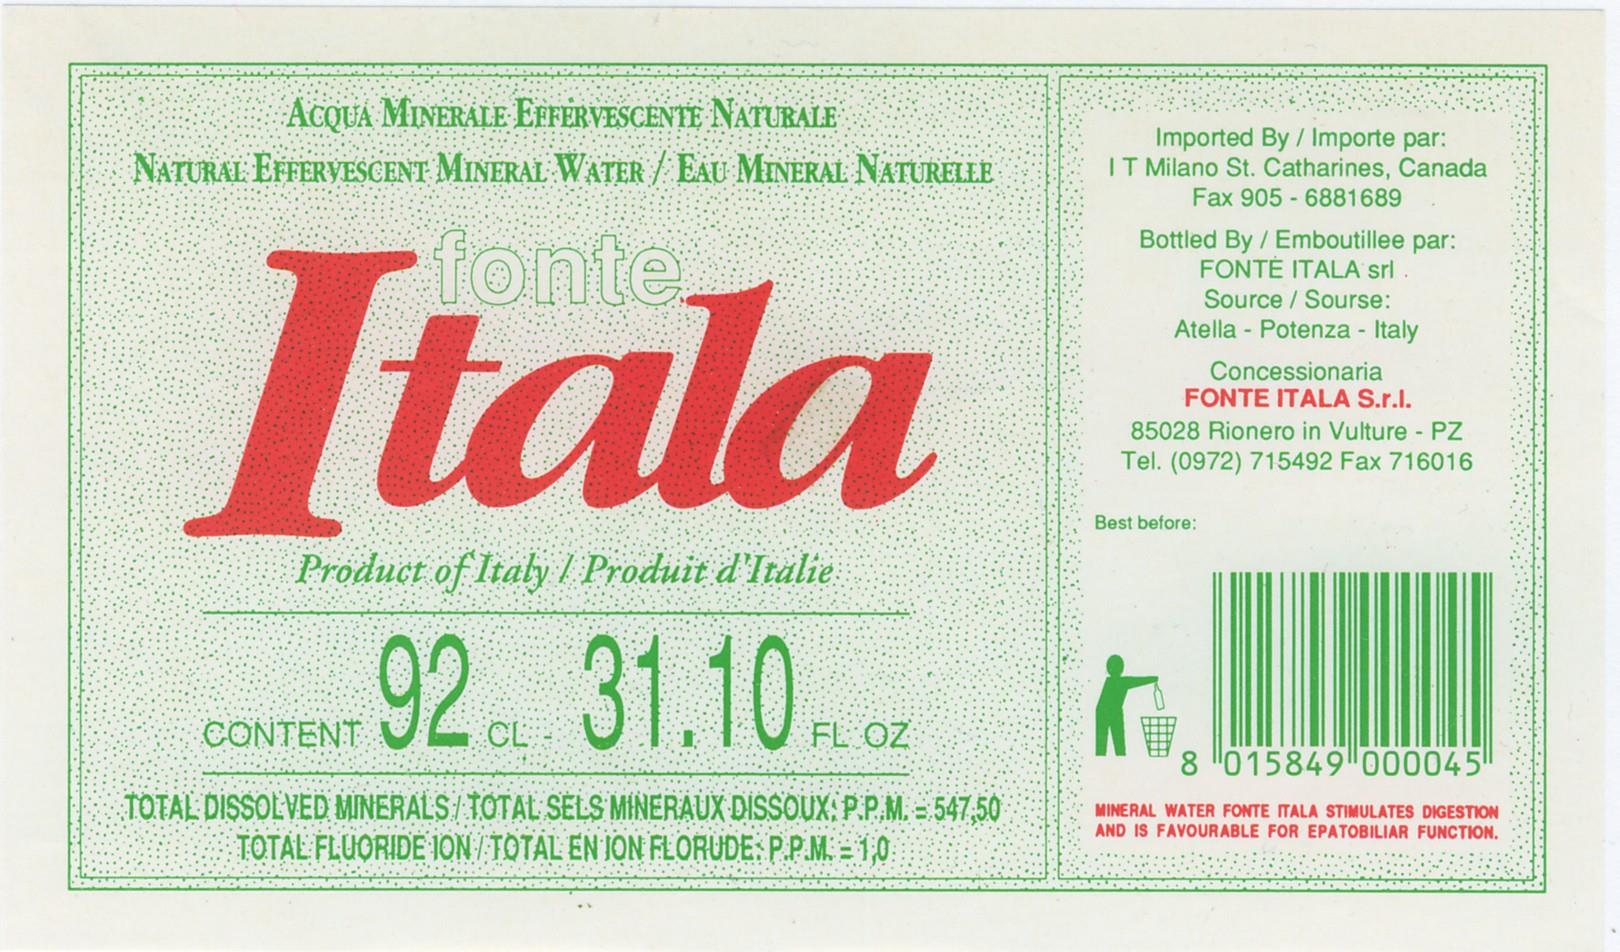 ACQUA MINERALE EFFERVESCENTE NATURALE
NATURAL EFFERVESCENT MINERAL WATER / EAU MINERAL NATURELLE
fonte
Itala
Product of Italy / Produit d'Italie
CONTENT 92 CL - 31.10 FL OZ
TOTAL DISSOLVED MINERALS / TOTAL SELS MINERAUX DISSOUX: P.P.M. = 547,50
TOTAL FLUORIDE ION / TOTAL EN ION FLORUDE: P.P.M. = 1,0
Imported By / Importe par:
I T Milano St. Catharines, Canada
Fax 905 - 6881689
Bottled By / Emboutillee par:
FONTE ITALA srl
Source / Sourse:
Atella - Potenza - Italy
Concessionaria
FONTE ITALA S.r.l.
85028 Rionero in Vulture - PZ
Tel. (0972) 715492 Fax 716016
Best before:
8 015849 000045
MINERAL WATER FONTE ITALA STIMULATES DIGESTION
AND IS FAVOURABLE FOR EPATOBILIAR FUNCTION.